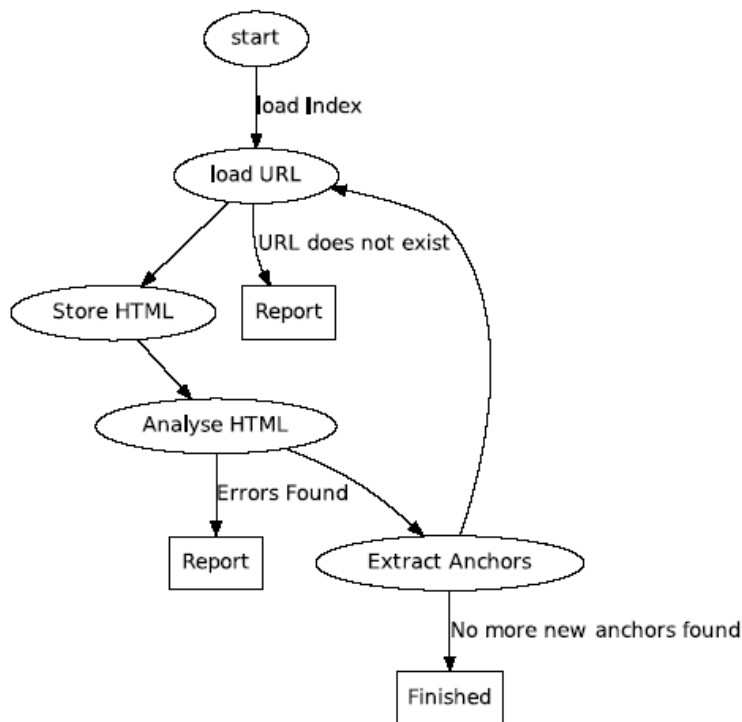 start
load Index
load URL
URL does not exist
Store HTML
Report
Analyse HTML
Errors Found
Report
Extract Anchors
No more new anchors found
Finished